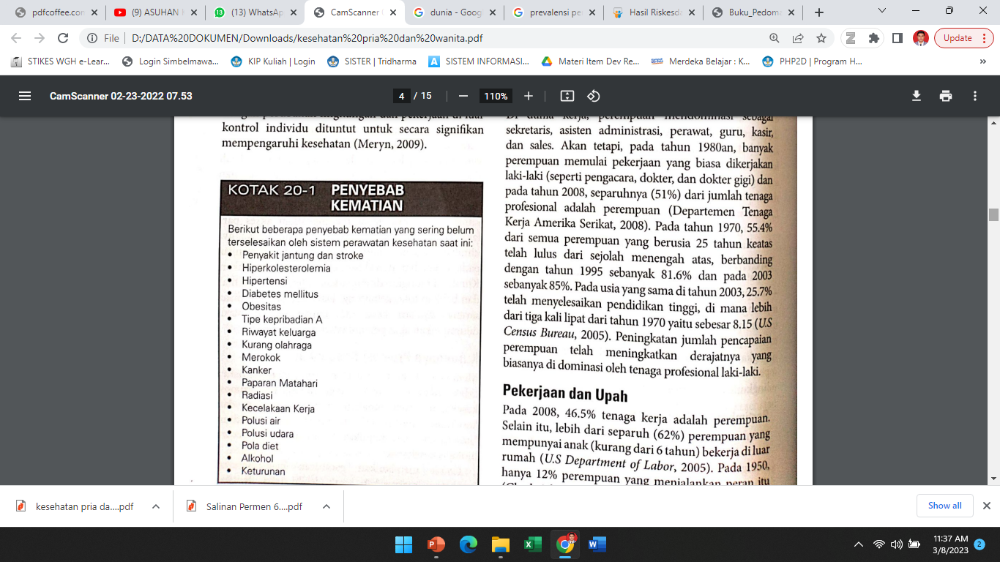 pdfcoffee.con
(9) ASUHAN
(13) WhatsAp
CamScanner
dunia - Goog
prevalensi pe
Hasil Riskesda
Buku_Pedoma
File
D:/DATA%20DOKUMEN/Downloads/kesehatan%20pria%20dan%20wanita.pdf
Update
STIKES WGH e-Lear...
Login Simbelmawa...
KIP Kuliah | Login
SISTER | Tridharma
SISTEM INFORMASI...
Materi Item Dev Re...
Merdeka Belajar : K...
PHP2D | Program H...
CamScanner 02-23-2022 07.53
4 / 15
110%
kontrol individu dituntut untuk secara signifikan
mempengaruhi kesehatan (Meryn, 2009).
KOTAK 20-1 PENYEBAB
KEMATIAN
Berikut beberapa penyebab kematian yang sering belum
terselesaikan oleh sistem perawatan kesehatan saat ini:
• Penyakit jantung dan stroke
• Hiperkolesterolemia
• Hipertensi
• Diabetes mellitus
• Obesitas
• Tipe kepribadian A
• Riwayat keluarga
• Kurang olahraga
• Merokok
• Kanker
• Paparan Matahari
• Radiasi
• Kecelakaan Kerja
• Polusi air
• Polusi udara
• Pola diet
• Alkohol
• Keturunan
Di dunia kerja, perempuan mendominasi sebagai
sekretaris, asisten administrasi, perawat, guru, kasir,
dan sales. Akan tetapi, pada tahun 1980an, banyak
perempuan memulai pekerjaan yang biasa dikerjakan
laki-laki (seperti pengacara, dokter, dan dokter gigi) dan
pada tahun 2008, separuhnya (51%) dari jumlah tenaga
profesional adalah perempuan (Departemen Tenaga
Kerja Amerika Serikat, 2008). Pada tahun 1970, 55.4%
dari semua perempuan yang berusia 25 tahun keatas
telah lulus dari sejolah menengah atas, berbanding
dengan tahun 1995 sebanyak 81.6% dan pada 2003
sebanyak 85%. Pada usia yang sama di tahun 2003, 25.7%
telah menyelesaikan pendidikan tinggi, di mana lebih
dari tiga kali lipat dari tahun 1970 yaitu sebesar 8.15 (U.S
Census Bureau, 2005). Peningkatan jumlah pencapaian
perempuan telah meningkatkan derajatnya yang
biasanya di dominasi oleh tenaga profesional laki-laki.
Pekerjaan dan Upah
Pada 2008, 46.5% tenaga kerja adalah perempuan.
Selain itu, lebih dari separuh (62%) perempuan yang
mempunyai anak (kurang dari 6 tahun) bekerja di luar
rumah (U.S Department of Labor, 2005). Pada 1950,
hanya 12% perempuan yang menjalankan peran itu
kesehatan pria da....pdf
Salinan Permen 6....pdf
Show all
11:37 AM
3/8/2023
2